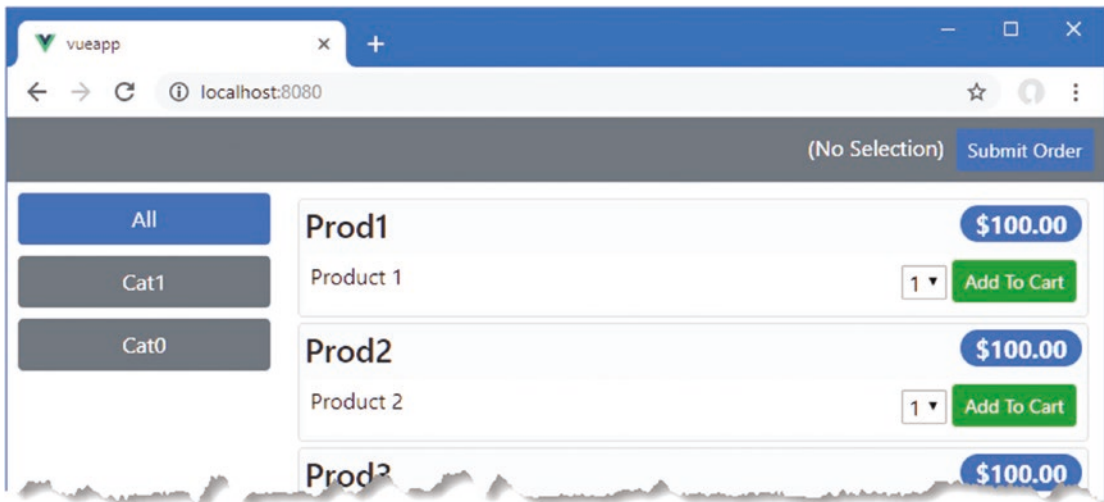 vueapp
localhost:8080
(No Selection) Submit Order
All
Cat1
Cat0
Prod1 $100.00
Product 1 1 Add To Cart
Prod2 $100.00
Product 2 1 Add To Cart
Prod3 $100.00